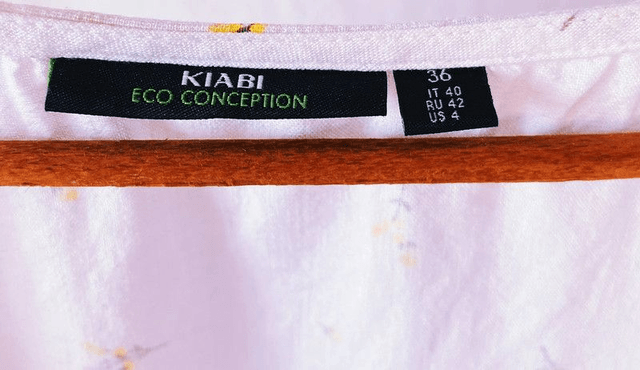 KIABI
ECO CONCEPTION
36
IT 40
RU 42
US 4